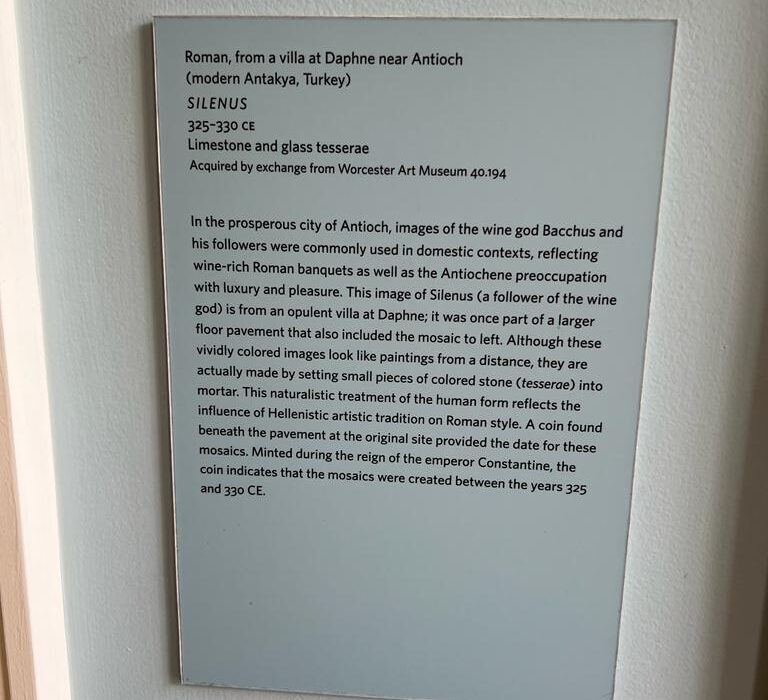 Roman, from a villa at Daphne near Antioch
(modern Antakya, Turkey)
SILENUS
325–330 CE
Limestone and glass tesserae
Acquired by exchange from Worcester Art Museum 40.194
In the prosperous city of Antioch, images of the wine god Bacchus and
his followers were commonly used in domestic contexts, reflecting
wine-rich Roman banquets as well as the Antiochene preoccupation
with luxury and pleasure. This image of Silenus (a follower of the wine
god) is from an opulent villa at Daphne; it was once part of a larger
floor pavement that also included the mosaic to left. Although these
vividly colored images look like paintings from a distance, they are
actually made by setting small pieces of colored stone (tesserae) into
mortar. This naturalistic treatment of the human form reflects the
influence of Hellenistic artistic tradition on Roman style. A coin found
beneath the pavement at the original site provided the date for these
mosaics. Minted during the reign of the emperor Constantine, the
coin indicates that the mosaics were created between the years 325
and 330 CE.